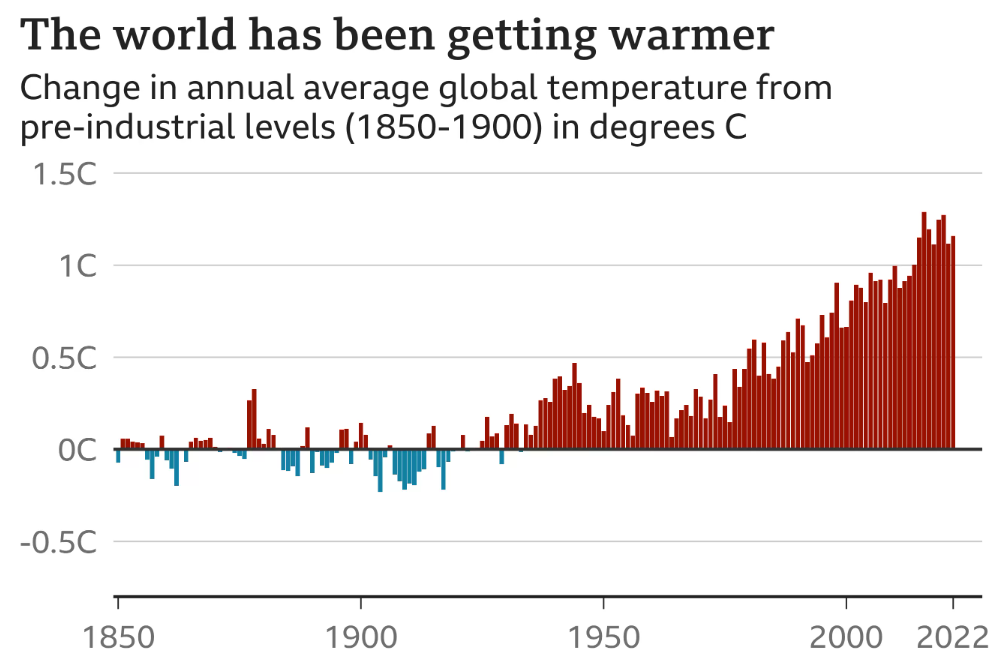 The world has been getting warmer
Change in annual average global temperature from
pre-industrial levels (1850-1900) in degrees C
1.5C
1C
0.5C
0C
-0.5C
1850 1900 1950 2000 2022